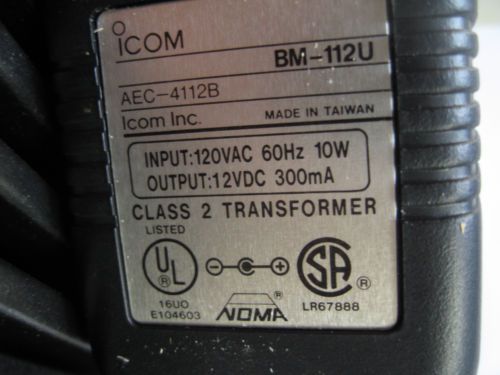 ICOM
BM-112U
AEC-4112B
Icom Inc. MADE IN TAIWAN
INPUT:120VAC 60Hz 10W
OUTPUT:12VDC 300mA
CLASS 2 TRANSFORMER
LISTED
UL ® - + SA ®
16UO NOMA ® LR67888
E104603